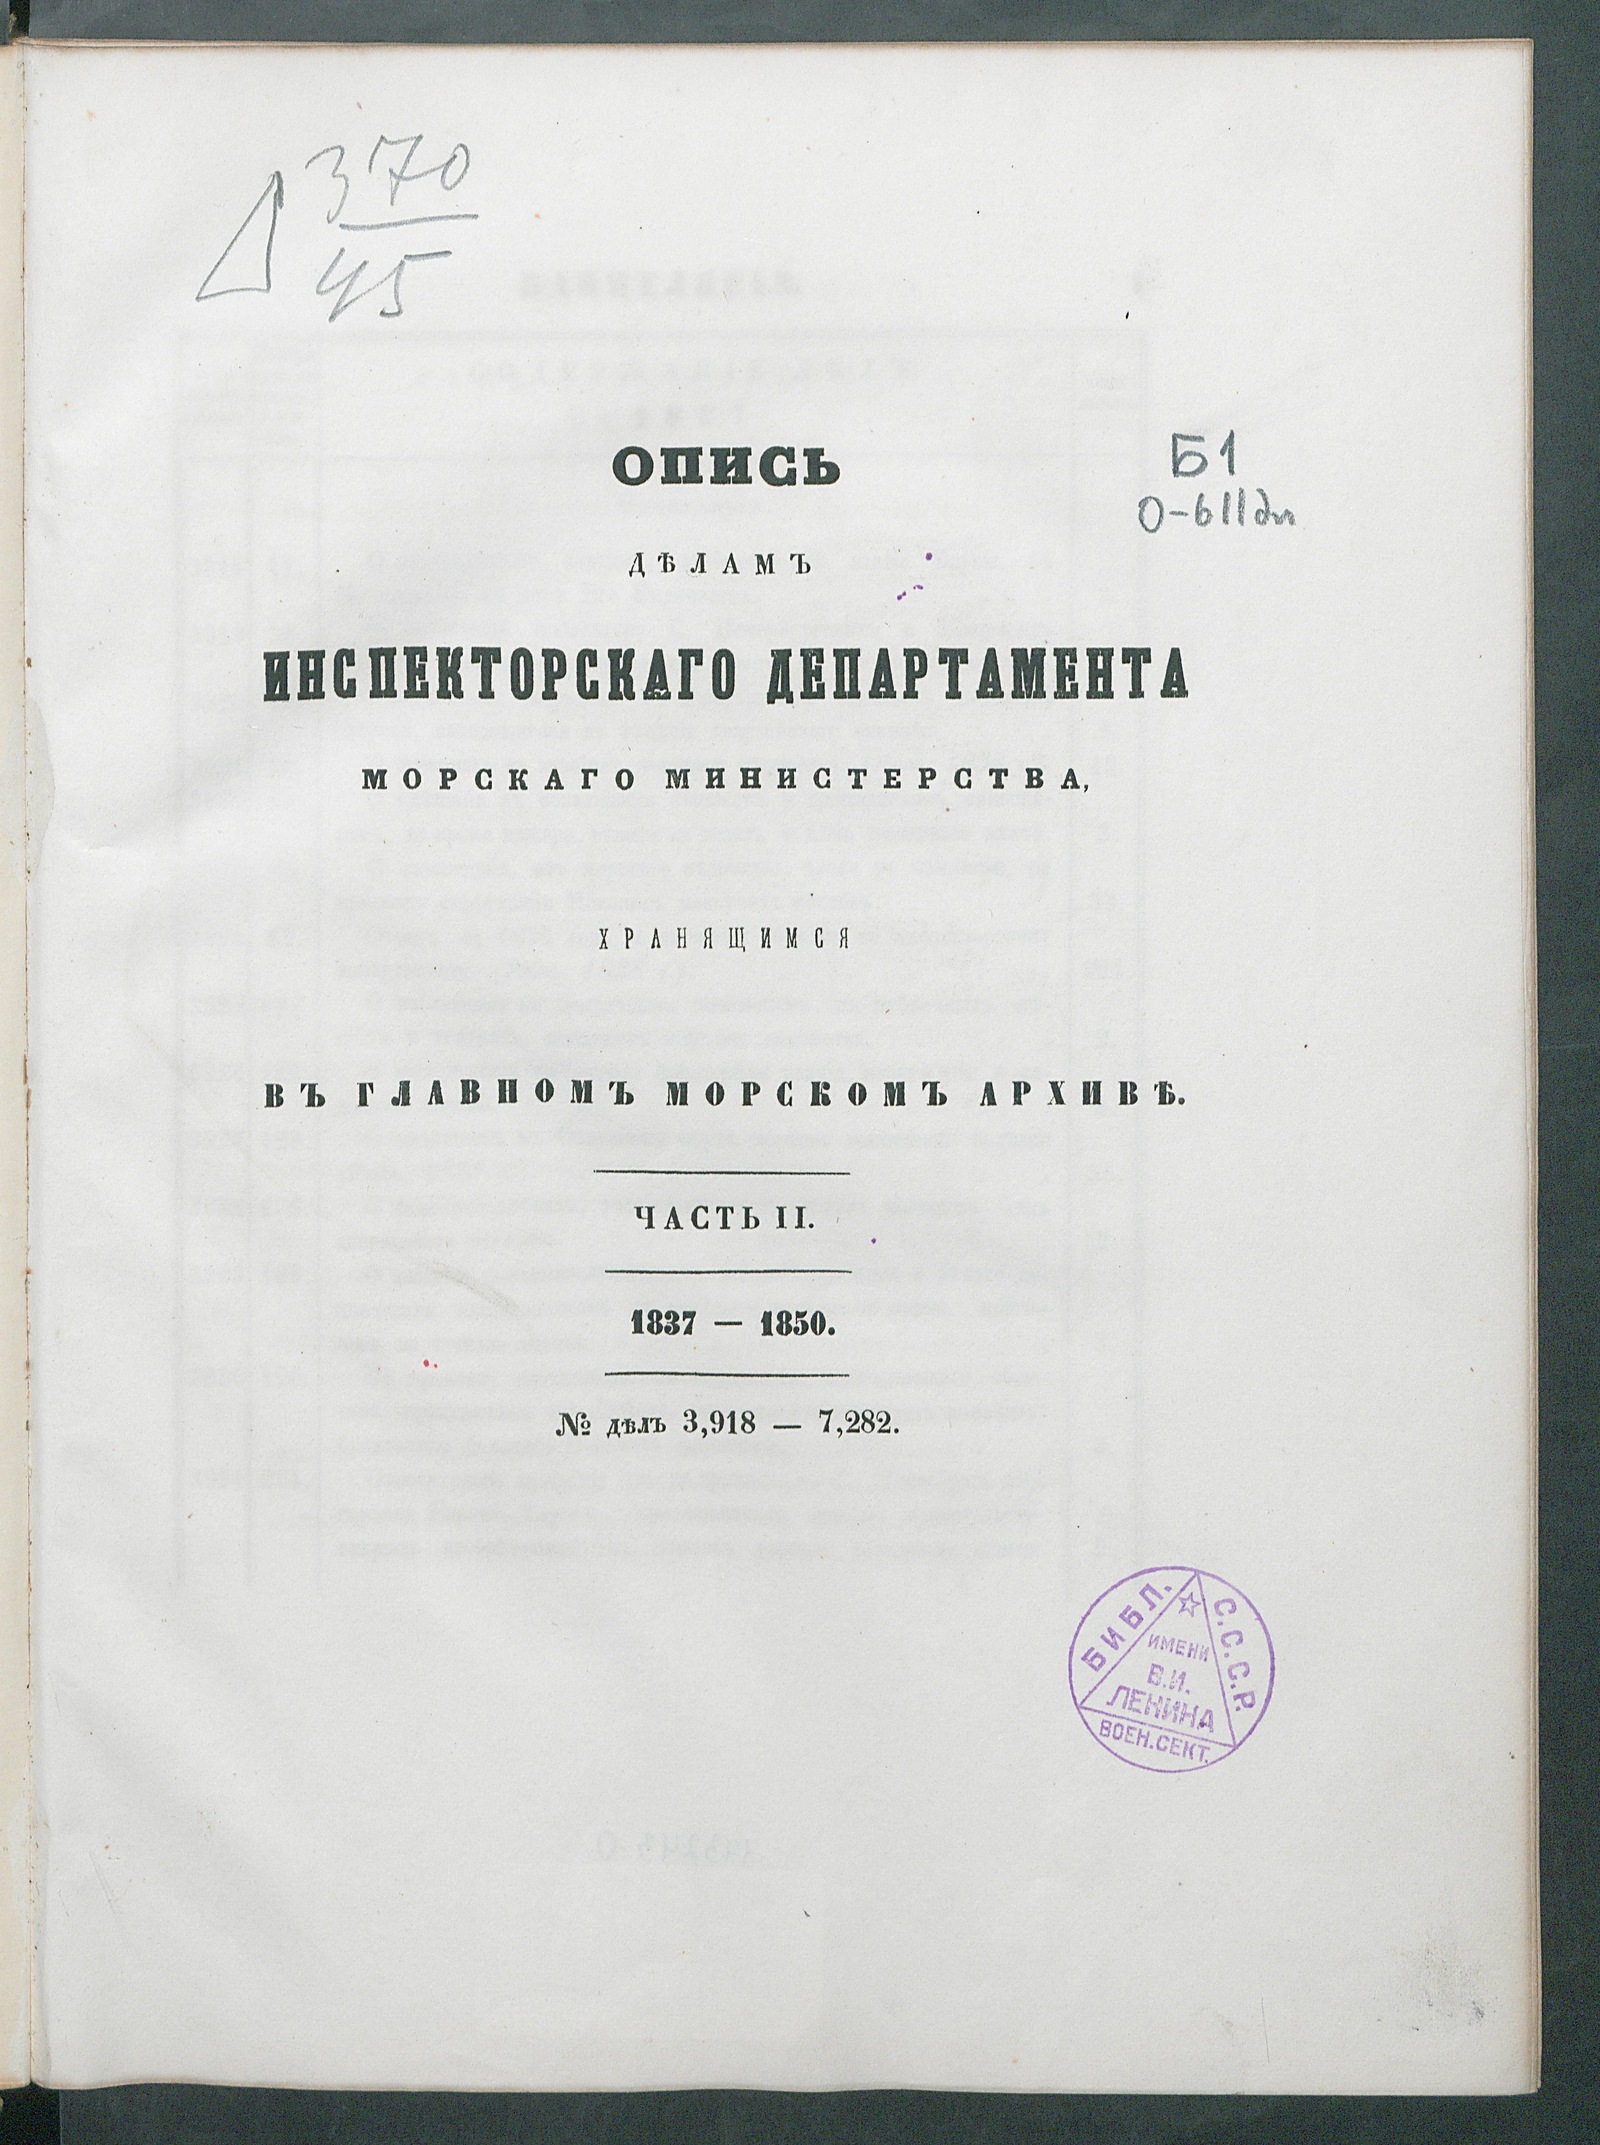 370
45
ОПИСЬ
Б1
О-611
ДѢЛАМЪ
ИНСПЕКТОРСКАГО ДЕПАРТАМЕНТА
МОРСКАГО МИНИСТЕРСТВА,
ХРАНЯЩИМСЯ
ВЪ ГЛАВНОМЪ МОРСКОМЪ АРХИВѢ.
ЧАСТЬ II.
1837 — 1850.
№ дѣлъ 3,918 — 7,282.
БИБЛ.
С.С.С.Р.
ИМЕНИ
В.И.
ЛЕНИНА
ВОЕН.СЕКТ.